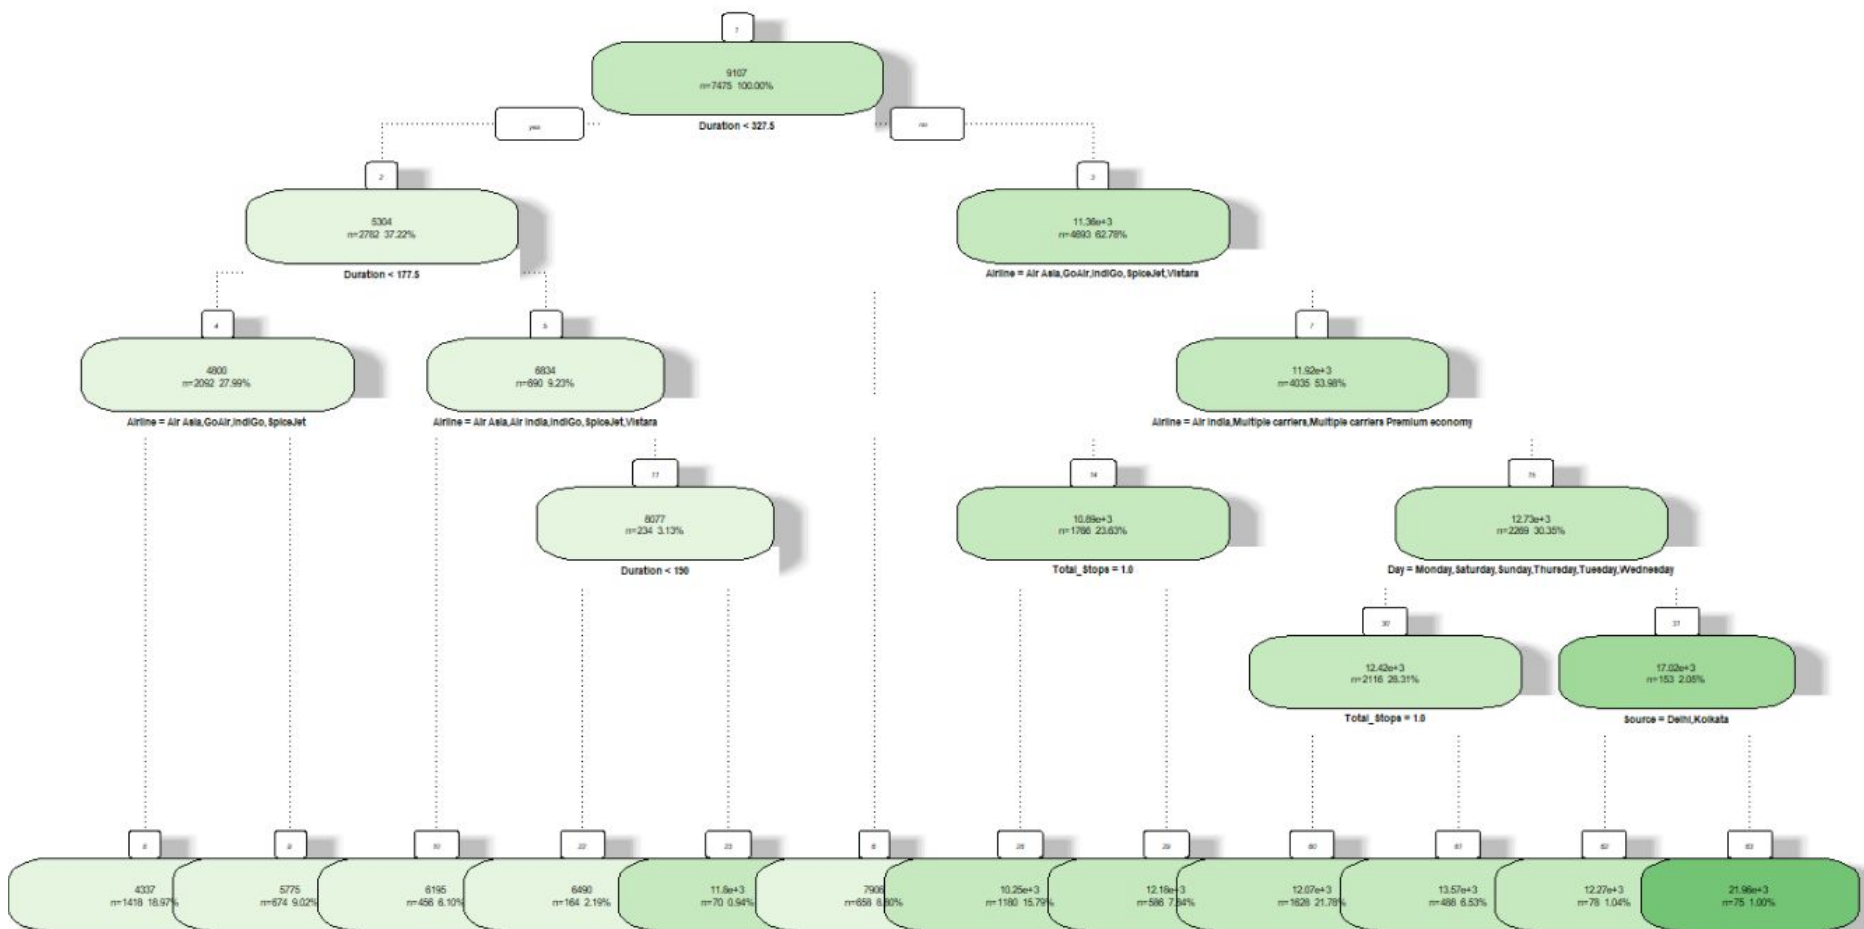 1
9107
n=7475 100.00%
yes
Duration < 327.5
no
2
3
5304
n=2782 37.22%
11.36e+3
n=4693 62.78%
Duration < 177.5
Airline = Air Asia,GoAir,IndiGo,SpiceJet,Vistara
4
5
7
4800
n=2092 27.99%
6834
n=690 9.23%
11.92e+3
n=4035 53.98%
Airline = Air Asia,GoAir,IndiGo,SpiceJet
Airline = Air Asia,Air India,IndiGo,SpiceJet,Vistara
Airline = Air India,Multiple carriers,Multiple carriers Premium economy
11
14
15
8077
n=234 3.13%
10.89e+3
n=1766 23.63%
12.73e+3
n=2269 30.35%
Duration < 150
Total_Stops = 1.0
Day = Monday,Saturday,Sunday,Thursday,Tuesday,Wednesday
30
31
12.42e+3
n=2116 28.31%
17.02e+3
n=153 2.05%
Total_Stops = 1.0
Source = Delhi,Kolkata
8
9
10
22
23
6
28
29
60
61
62
63
4337
n=1418 18.97%
5775
n=674 9.02%
6195
n=456 6.10%
6490
n=164 2.19%
11.8e+3
n=70 0.94%
7906
n=658 8.80%
10.25e+3
n=1180 15.79%
12.18e+3
n=586 7.84%
12.07e+3
n=1628 21.78%
13.57e+3
n=488 6.53%
12.27e+3
n=78 1.04%
21.96e+3
n=75 1.00%